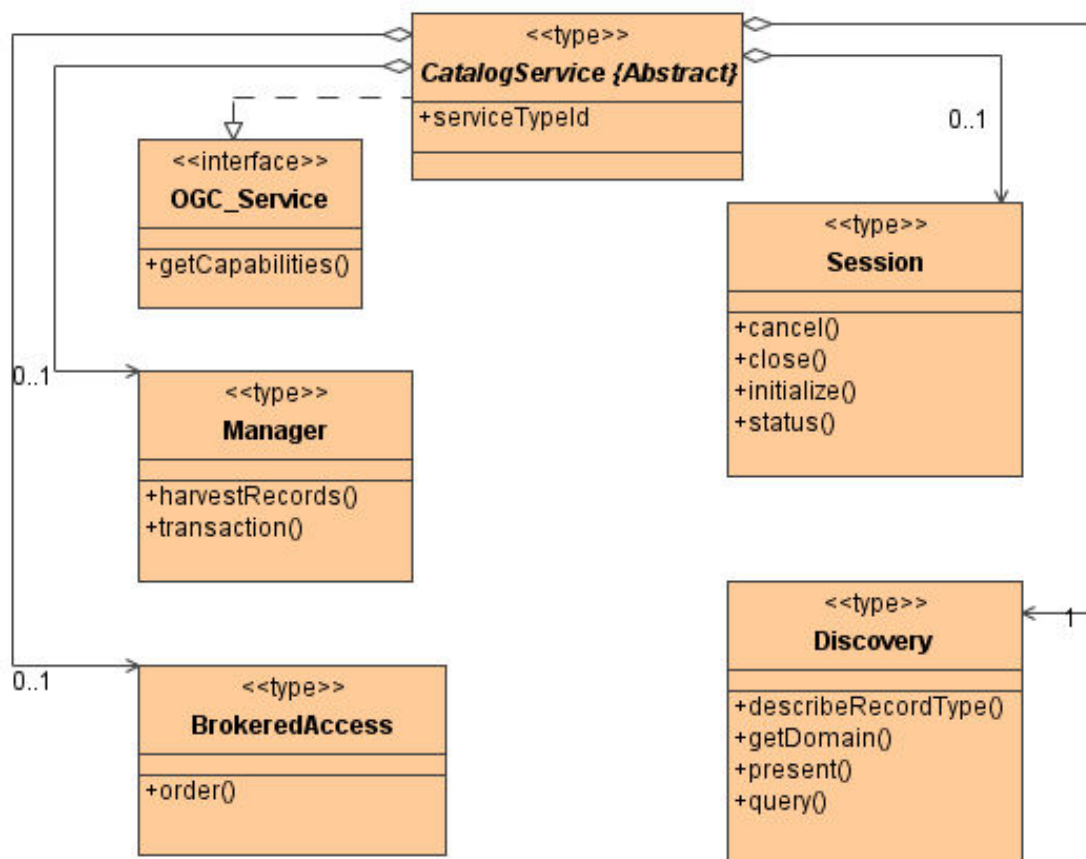 <<type>>
CatalogService {Abstract}
+serviceTypeId
0..1
<<interface>>
OGC_Service
+getCapabilities()
<<type>>
Session
+cancel()
+close()
+initialize()
+status()
0..1
<<type>>
Manager
+harvestRecords()
+transaction()
<<type>>
Discovery
+describeRecordType()
+getDomain()
+present()
+query()
1
0..1
<<type>>
BrokeredAccess
+order()